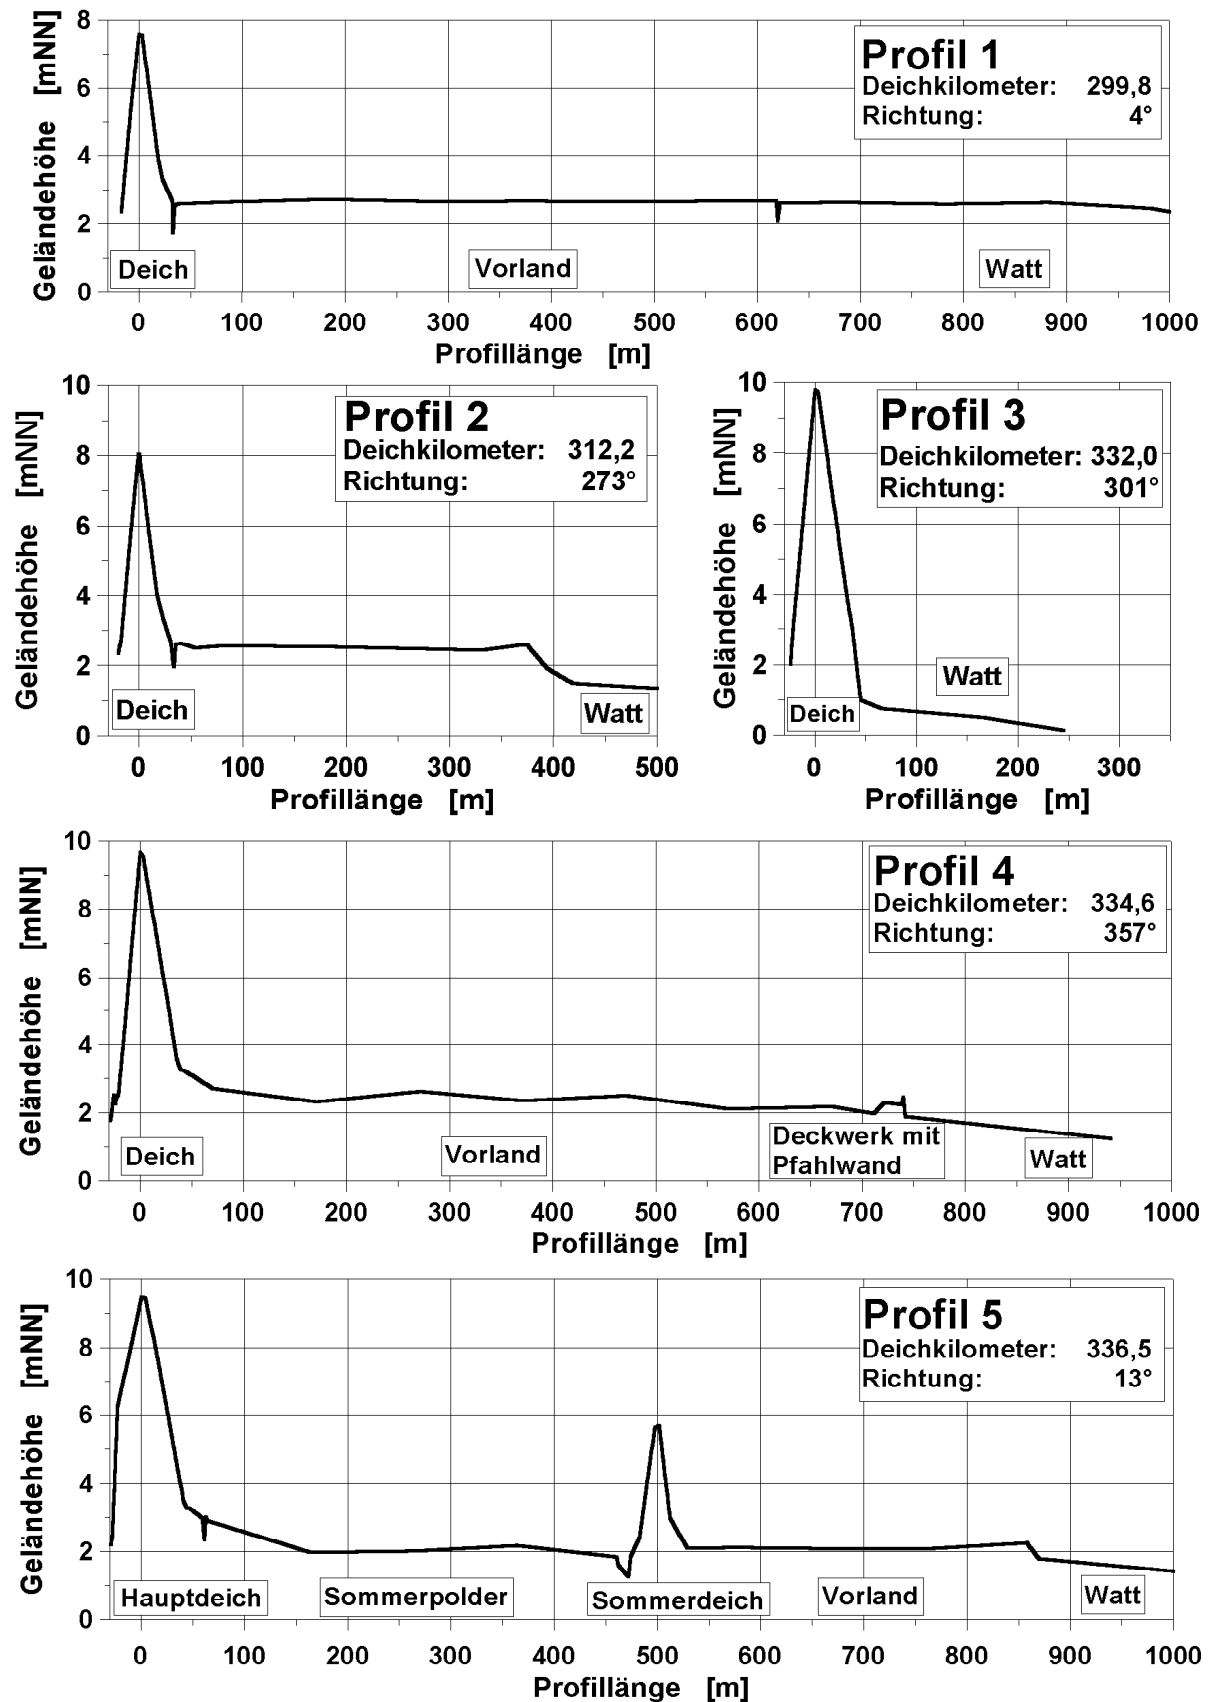 Geländehöhe [mNN]
8
6
4
2
0
Profil 1
Deichkilometer: 299,8
Richtung: 4°
Deich
Vorland
Watt
0 100 200 300 400 500 600 700 800 900 1000
Profillänge [m]
Geländehöhe [mNN]
10
8
6
4
2
0
Profil 2
Deichkilometer: 312,2
Richtung: 273°
Deich
Watt
0 100 200 300 400 500
Profillänge [m]
Geländehöhe [mNN]
10
8
6
4
2
0
Profil 3
Deichkilometer: 332,0
Richtung: 301°
Watt
Deich
0 100 200 300
Profillänge [m]
Geländehöhe [mNN]
10
8
6
4
2
0
Profil 4
Deichkilometer: 334,6
Richtung: 357°
Deich
Vorland
Deckwerk mit
Pfahlwand
Watt
0 100 200 300 400 500 600 700 800 900 1000
Profillänge [m]
Geländehöhe [mNN]
10
8
6
4
2
0
Profil 5
Deichkilometer: 336,5
Richtung: 13°
Hauptdeich
Sommerpolder
Sommerdeich
Vorland
Watt
0 100 200 300 400 500 600 700 800 900 1000
Profillänge [m]